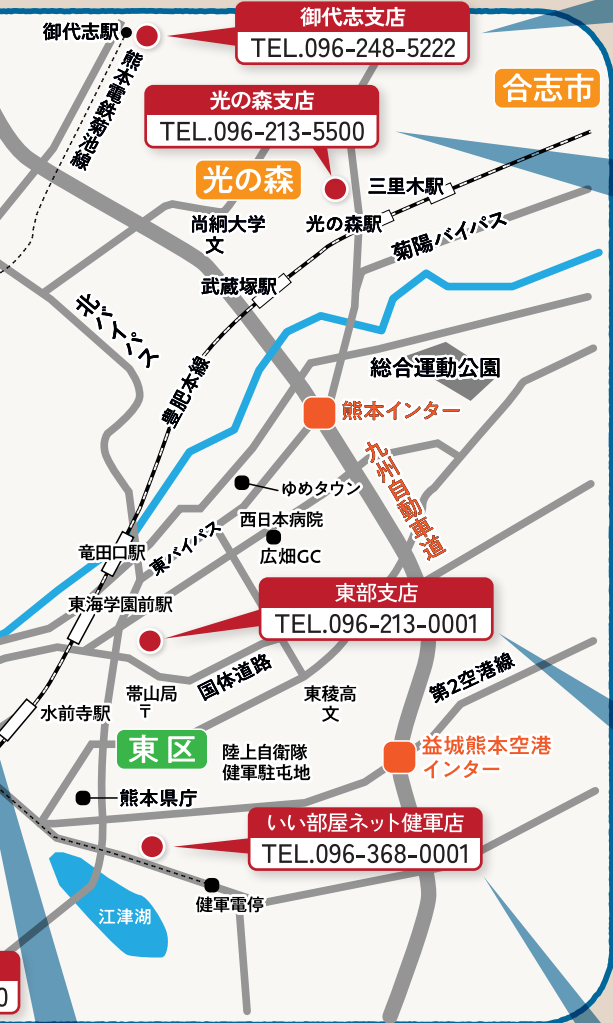 御代志支店
TEL.096-248-5222
御代志駅
熊本電鉄菊池線
合志市
光の森支店
TEL.096-213-5500
光の森
三里木駅
尚絅大学
文
光の森駅
菊陽バイパス
武蔵塚駅
北バイパス
豊肥本線
総合運動公園
熊本インター
九州自動車道
ゆめタウン
西日本病院
広畑GC
東バイパス
竜田口駅
東海学園前駅
東部支店
TEL.096-213-0001
国体道路
第2空港線
帯山局
〒
東稜高
文
水前寺駅
東区
陸上自衛隊
健軍駐屯地
益城熊本空港
インター
熊本県庁
いい部屋ネット健軍店
TEL.096-368-0001
健軍電停
江津湖
0